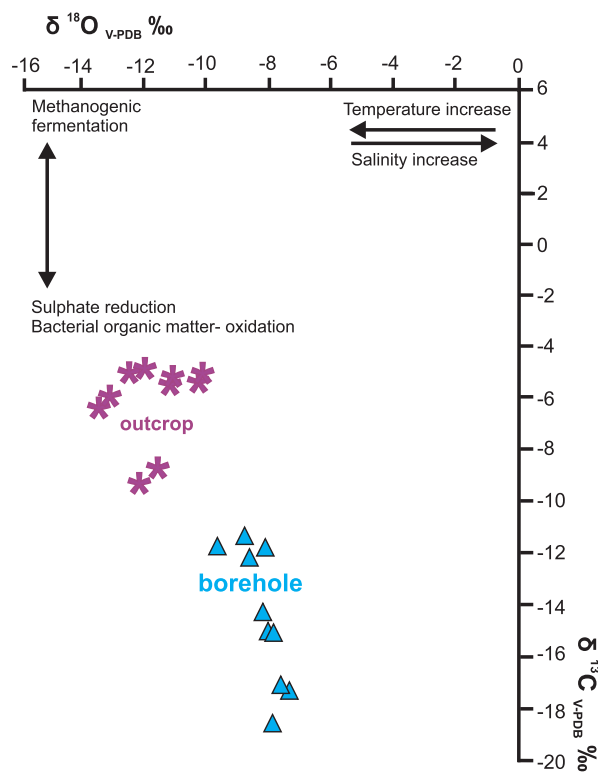 δ 18O V-PDB ‰
-16 -14 -12 -10 -8 -6 -4 -2 0
6
Methanogenic
fermentation
Temperature increase
4
Salinity increase
2
0
-2
Sulphate reduction
Bacterial organic matter- oxidation
-4
-6
outcrop
-8
-10
-12
borehole
-14
-16
-18
-20
δ 13C V-PDB ‰